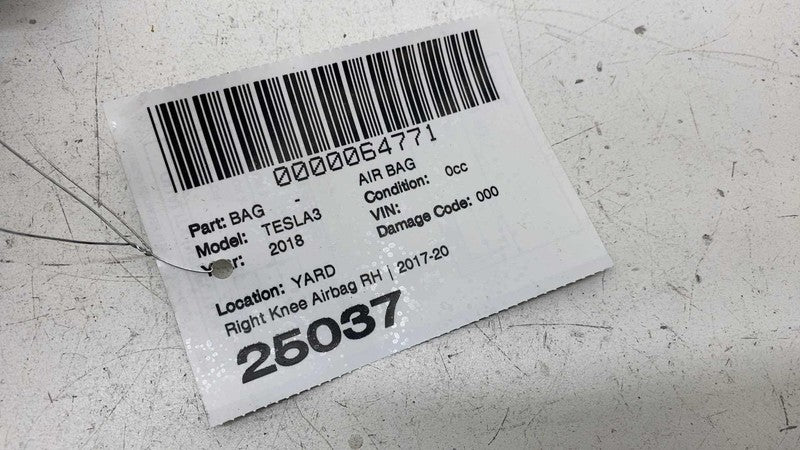 0000064771
Part: BAG - AIR BAG
Model: TESLA3 Condition: 0cc
Year: 2018 VIN:
Damage Code: 000
Location: YARD
Right Knee Airbag RH | 2017-20
25037